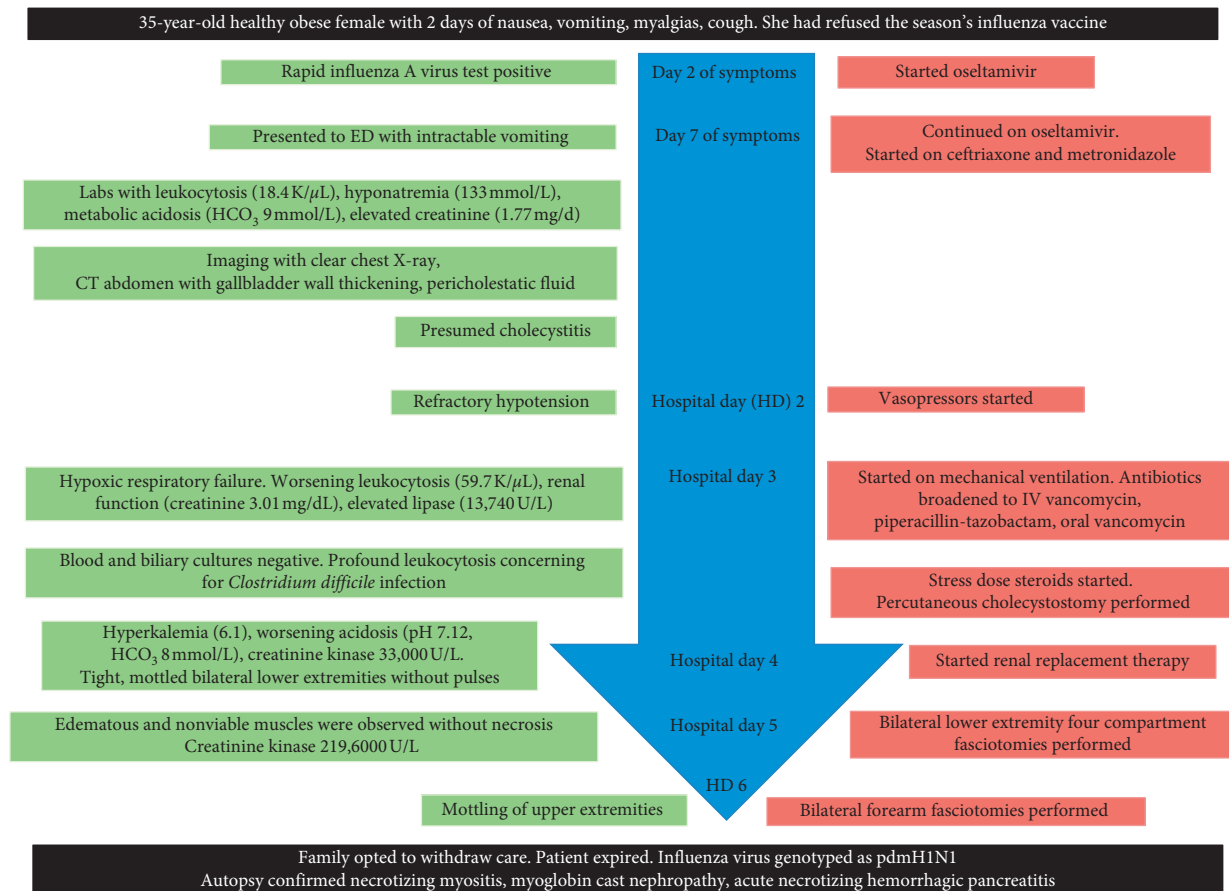 35-year-old healthy obese female with 2 days of nausea, vomiting, myalgias, cough. She had refused the season's influenza vaccine
Rapid influenza A virus test positive
Day 2 of symptoms
Started oseltamivir
Presented to ED with intractable vomiting
Day 7 of symptoms
Continued on oseltamivir.
Started on ceftriaxone and metronidazole
Labs with leukocytosis (18.4 K/μL), hyponatremia (133 mmol/L),
metabolic acidosis (HCO₃ 9 mmol/L), elevated creatinine (1.77 mg/d)
Imaging with clear chest X-ray,
CT abdomen with gallbladder wall thickening, pericholestatic fluid
Presumed cholecystitis
Refractory hypotension
Hospital day (HD) 2
Vasopressors started
Hypoxic respiratory failure. Worsening leukocytosis (59.7 K/μL), renal
function (creatinine 3.01 mg/dL), elevated lipase (13,740 U/L)
Hospital day 3
Started on mechanical ventilation. Antibiotics
broadened to IV vancomycin,
piperacillin-tazobactam, oral vancomycin
Blood and biliary cultures negative. Profound leukocytosis concerning
for Clostridium difficile infection
Stress dose steroids started.
Percutaneous cholecystostomy performed
Hyperkalemia (6.1), worsening acidosis (pH 7.12,
HCO₃ 8 mmol/L), creatinine kinase 33,000 U/L.
Tight, mottled bilateral lower extremities without pulses
Hospital day 4
Started renal replacement therapy
Edematous and nonviable muscles were observed without necrosis
Creatinine kinase 219,6000 U/L
Hospital day 5
Bilateral lower extremity four compartment
fasciotomies performed
HD 6
Mottling of upper extremities
Bilateral forearm fasciotomies performed
Family opted to withdraw care. Patient expired. Influenza virus genotyped as pdmH1N1
Autopsy confirmed necrotizing myositis, myoglobin cast nephropathy, acute necrotizing hemorrhagic pancreatitis